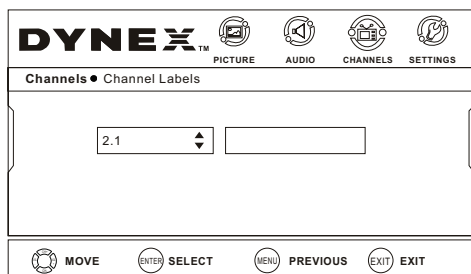 DYNEX™
PICTURE AUDIO CHANNELS SETTINGS
Channels • Channel Labels
2.1
MOVE ENTER SELECT MENU PREVIOUS EXIT EXIT